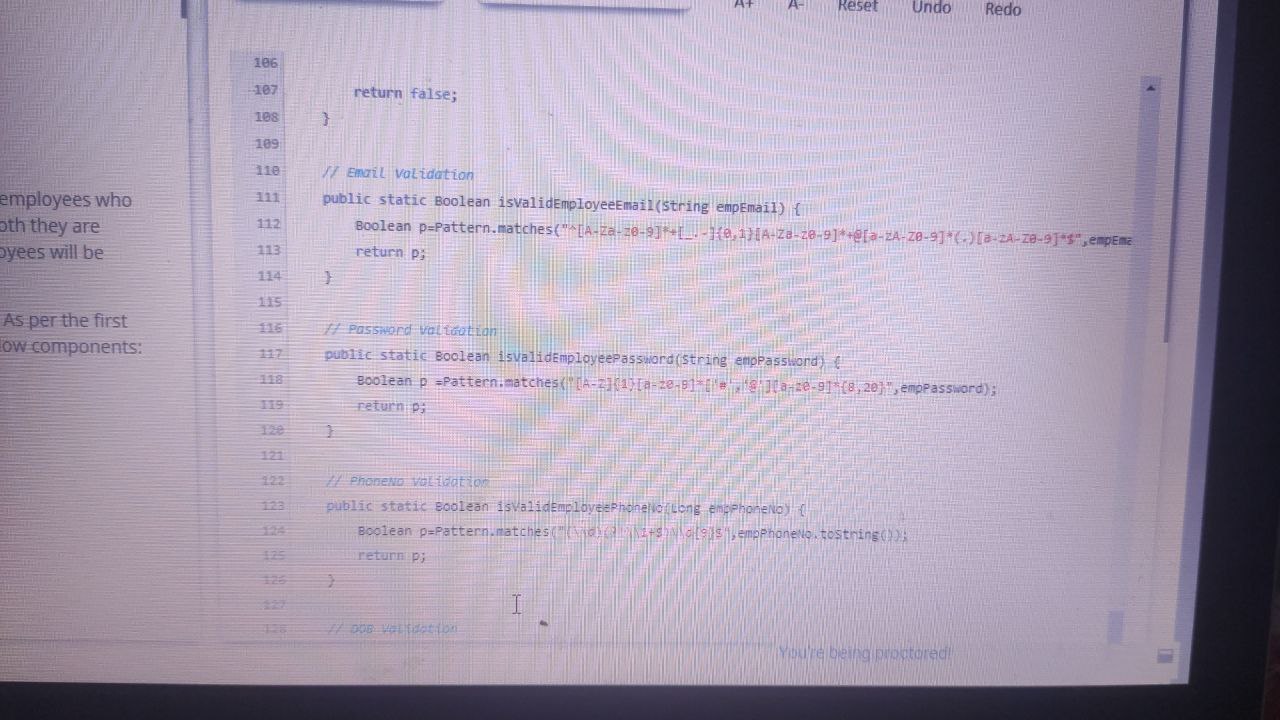 A+ A- Reset Undo Redo
106
107 return false;
108 }
109
110 // Email Validation
employees who
111 public static Boolean isValidEmployeeEmail(String empEmail) {
oth they are
112 Boolean p=Pattern.matches("^[A-Za-z0-9]*+[_.-]{0,1}[A-Za-z0-9]*+@[a-zA-Z0-9]*(.)[a-zA-Z0-9]*$",empEma
oyees will be
113 return p;
114 }
115
As per the first
116 // Password Validation
ow components:
117 public static Boolean isValidEmployeePassword(String empPassword) {
118 Boolean p =Pattern.matches("[A-Z]{1}[a-z0-9]*['#','@'][a-z0-9]*{8,20}",empPassword);
119 return p;
120 }
121
122 // PhoneNo Validation
123 public static Boolean isValidEmployeePhoneNo(Long empPhoneNo) {
124 Boolean p=Pattern.matches( ,empPhoneNo.toString());
125 return p;
126 }
127
128 // DOB Validation
You're being proctored!